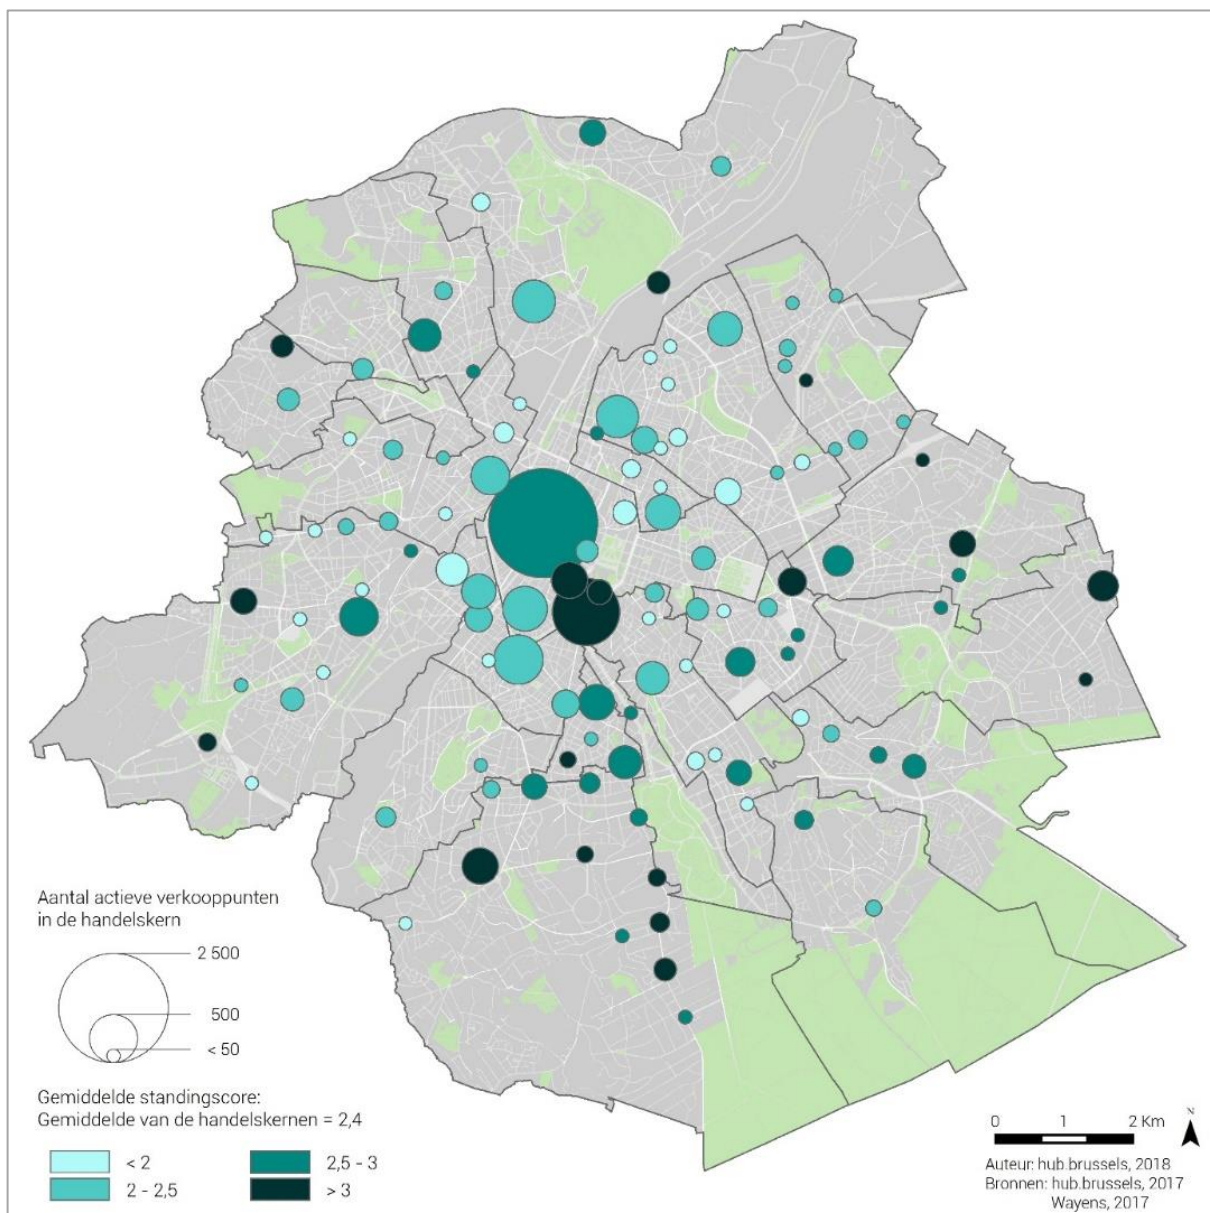 Aantal actieve verkooppunten
in de handelskern
2 500
500
< 50
Gemiddelde standingscore:
Gemiddelde van de handelskernen = 2,4
< 2
2,5 - 3
2 - 2,5
> 3
N
0 1 2 Km
Auteur: hub.brussels, 2018
Bronnen: hub.brussels, 2017
Wayens, 2017